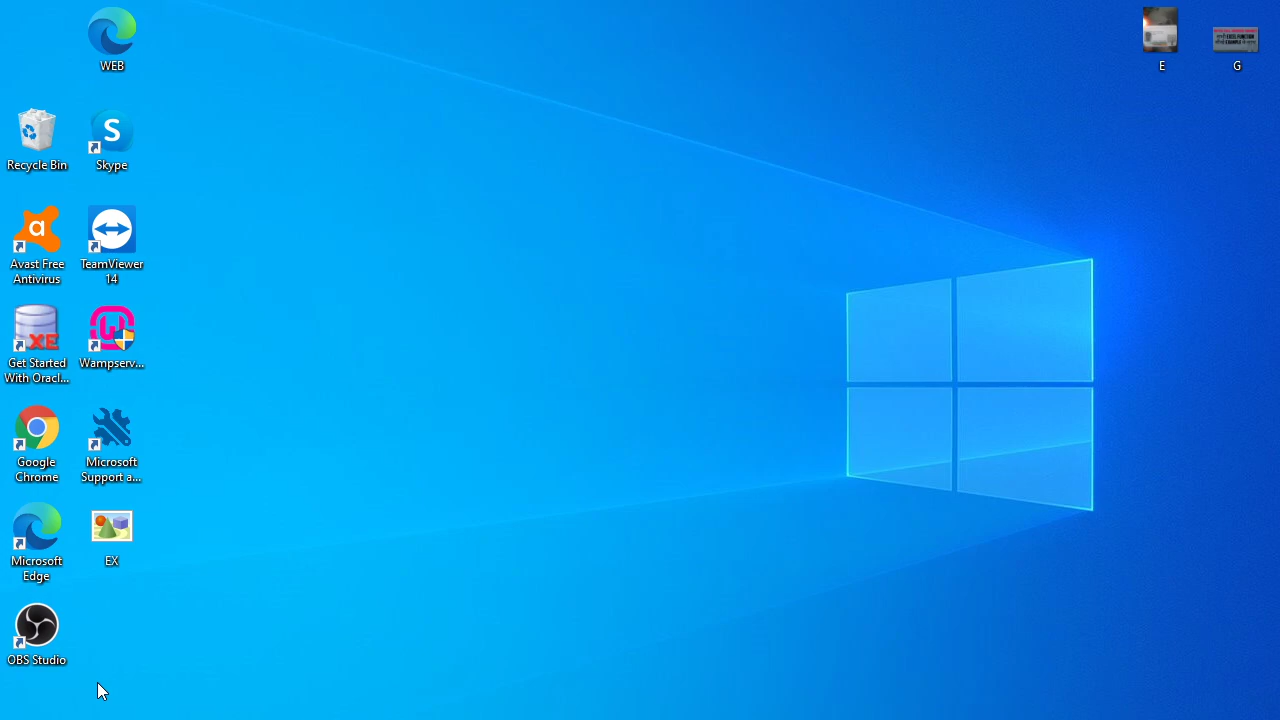 WEB
E
G
Recycle Bin
S
Skype
a
Avast Free
Antivirus
TeamViewer
14
XE
Get Started
With Oracl...
Wampserv...
Google
Chrome
Microsoft
Support a...
Microsoft
Edge
EX
OBS Studio